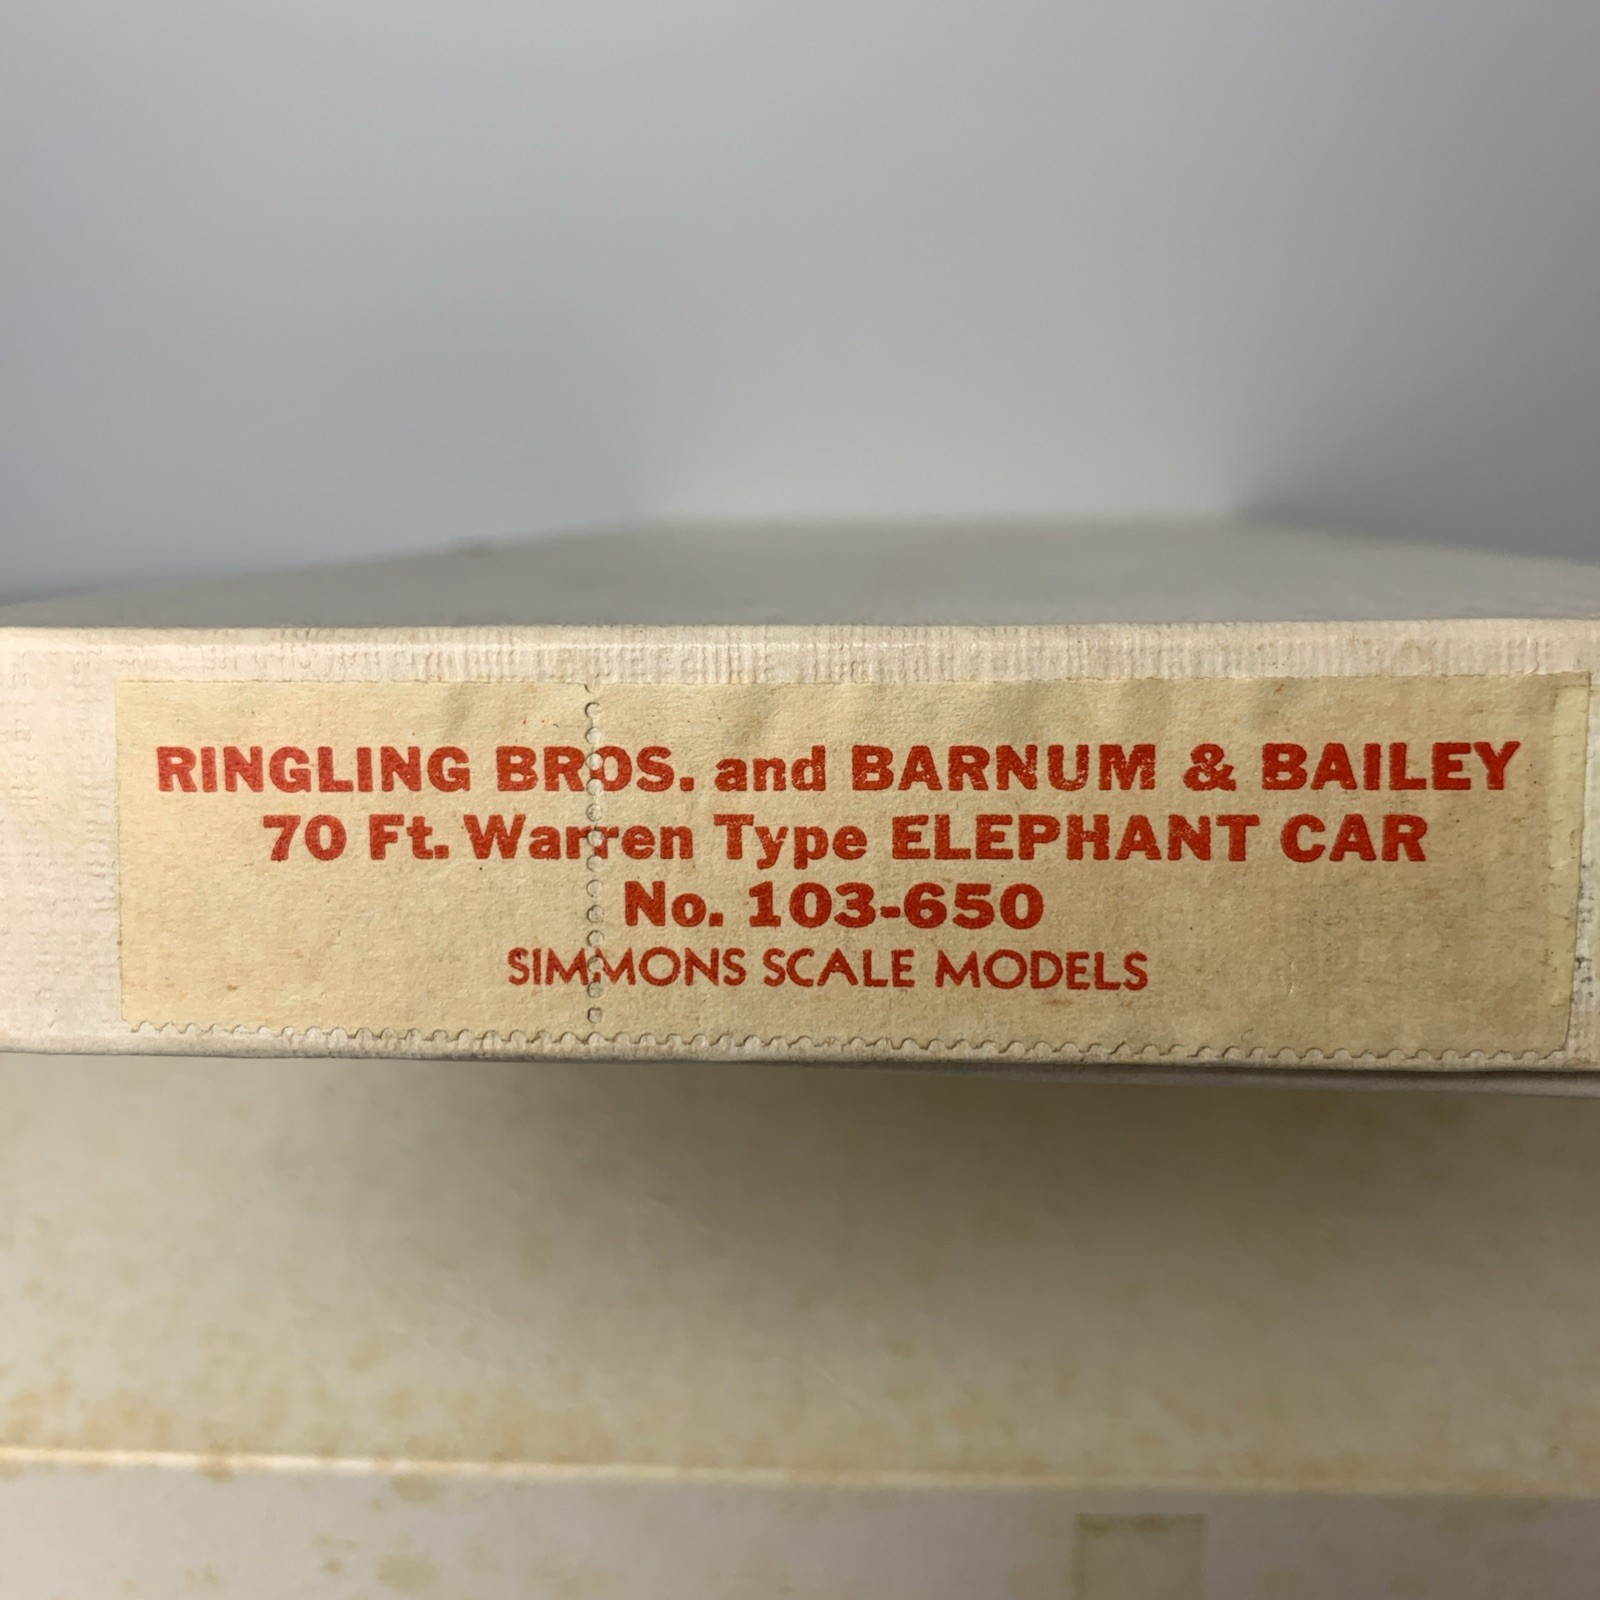 RINGLING BROS. and BARNUM & BAILEY
70 Ft. Warren Type ELEPHANT CAR
No. 103-650
SIMMONS SCALE MODELS